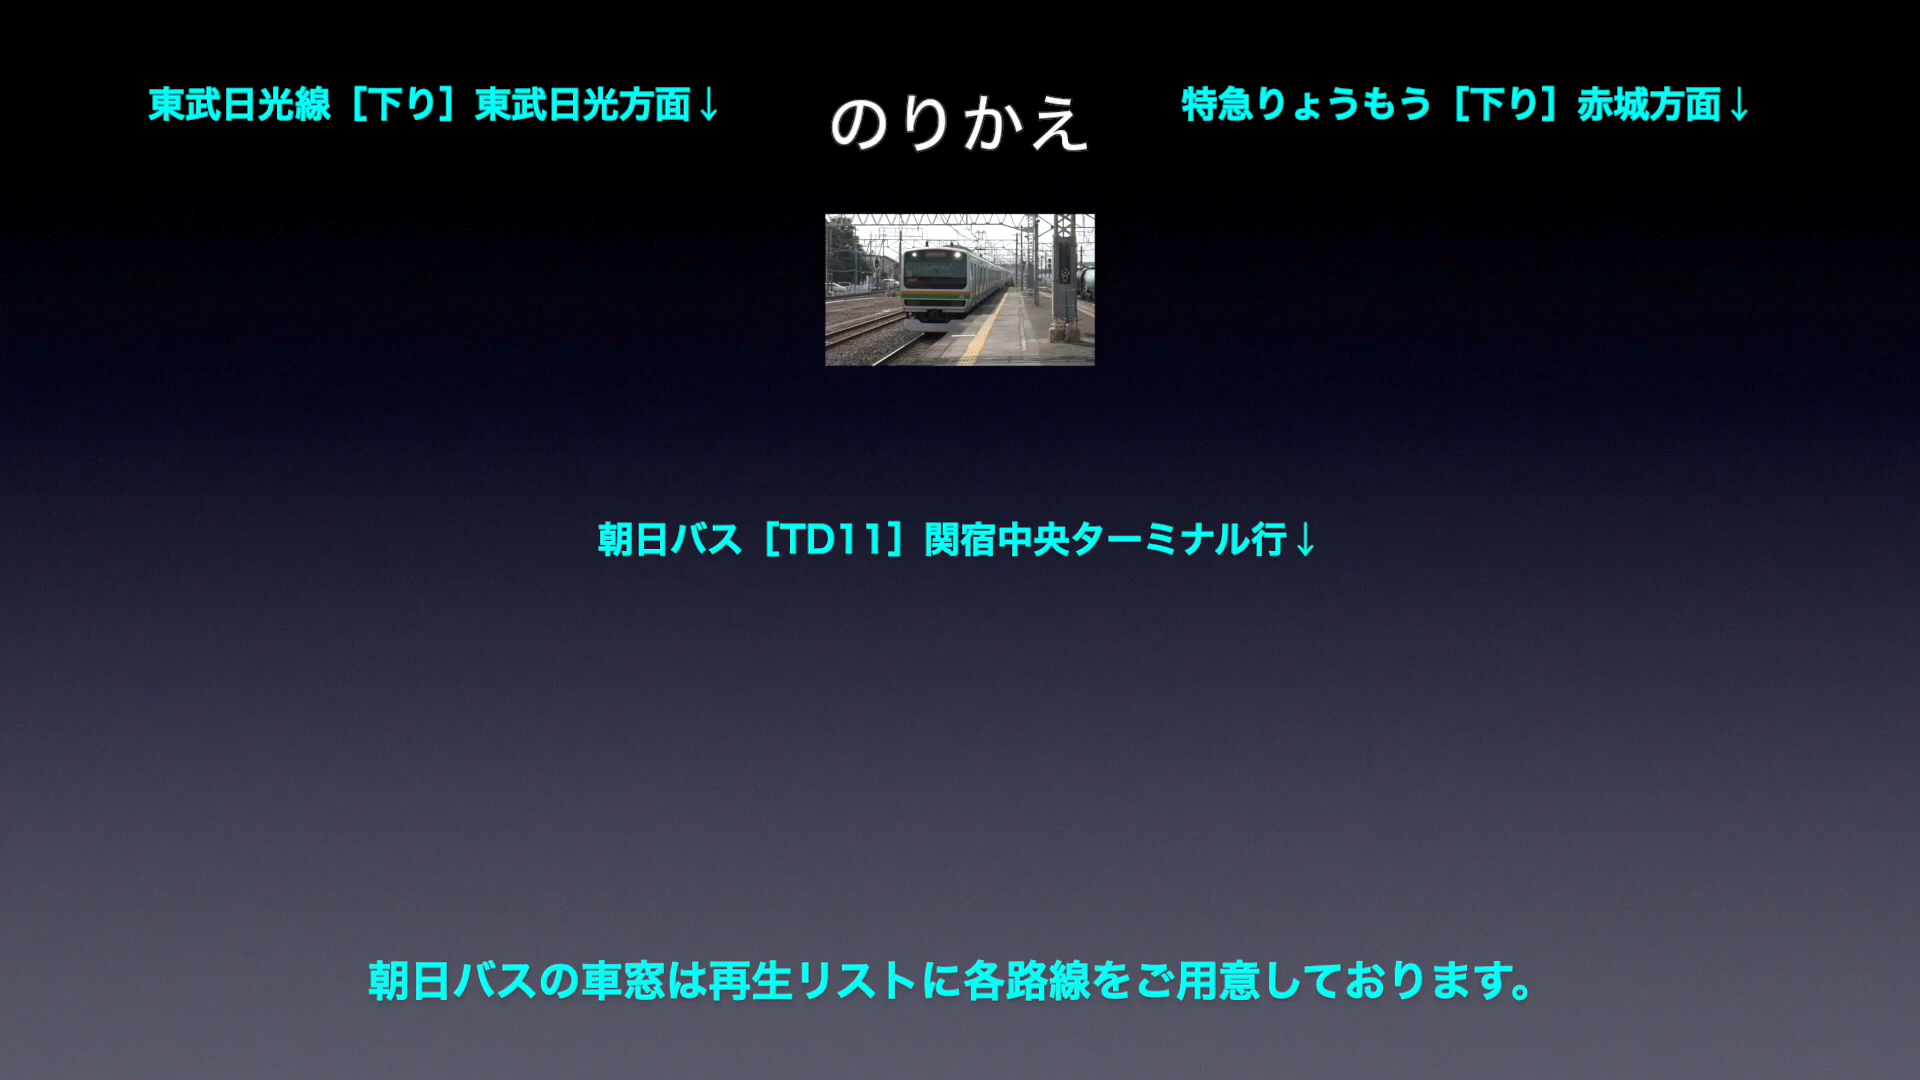 東武日光線［下り］東武日光方面↓
のりかえ
特急りょうもう［下り］赤城方面↓
朝日バス［TD11］関宿中央ターミナル行↓
朝日バスの車窓は再生リストに各路線をご用意しております。